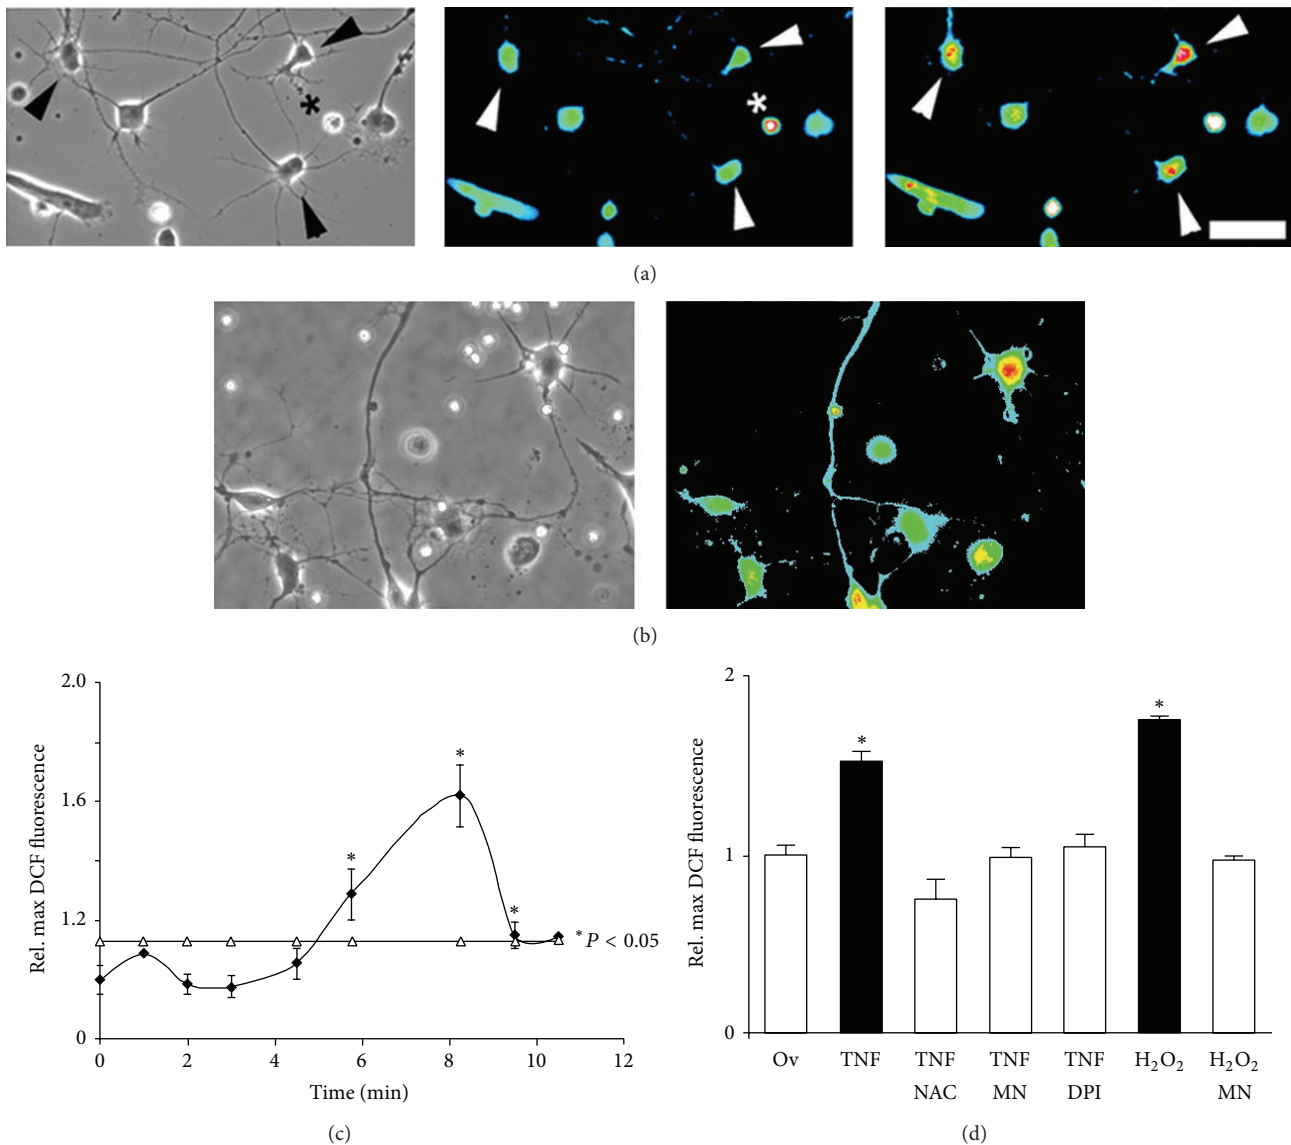 *
*
(a)
(b)
2.0
1.6
1.2
0
Rel. max DCF fluorescence
*
*
*
* P < 0.05
0 2 4 6 8 10 12
Time (min)
(c)
2
1
0
Rel. max DCF fluorescence
*
*
Ov TNF TNF TNF TNF H₂O₂ H₂O₂
NAC MN DPI MN
(d)